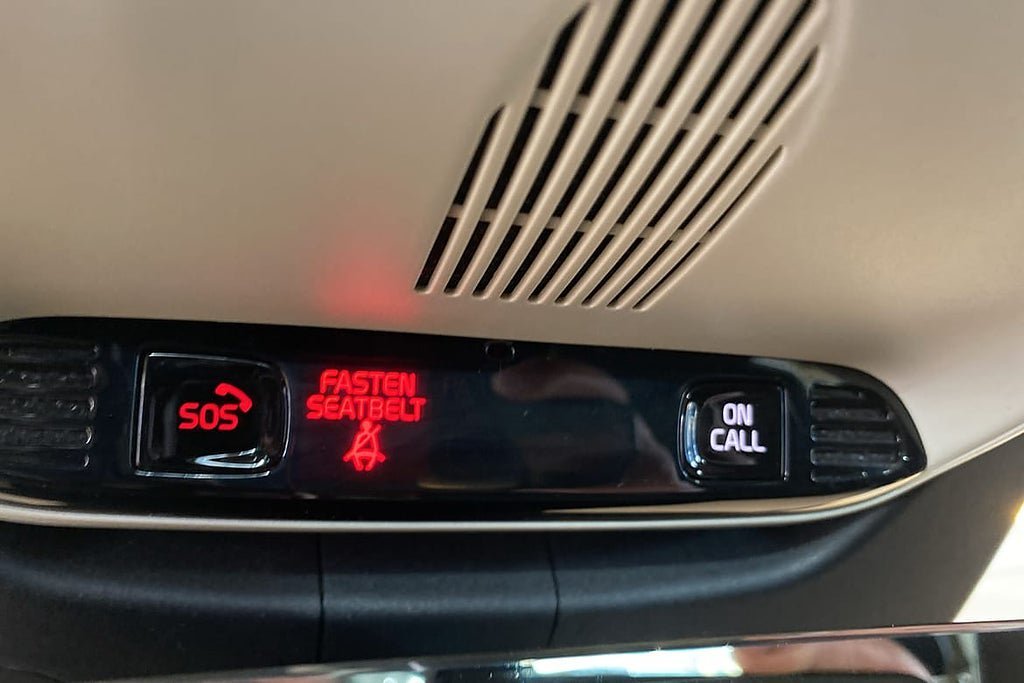 SOS
FASTEN
SEATBELT
ON
CALL